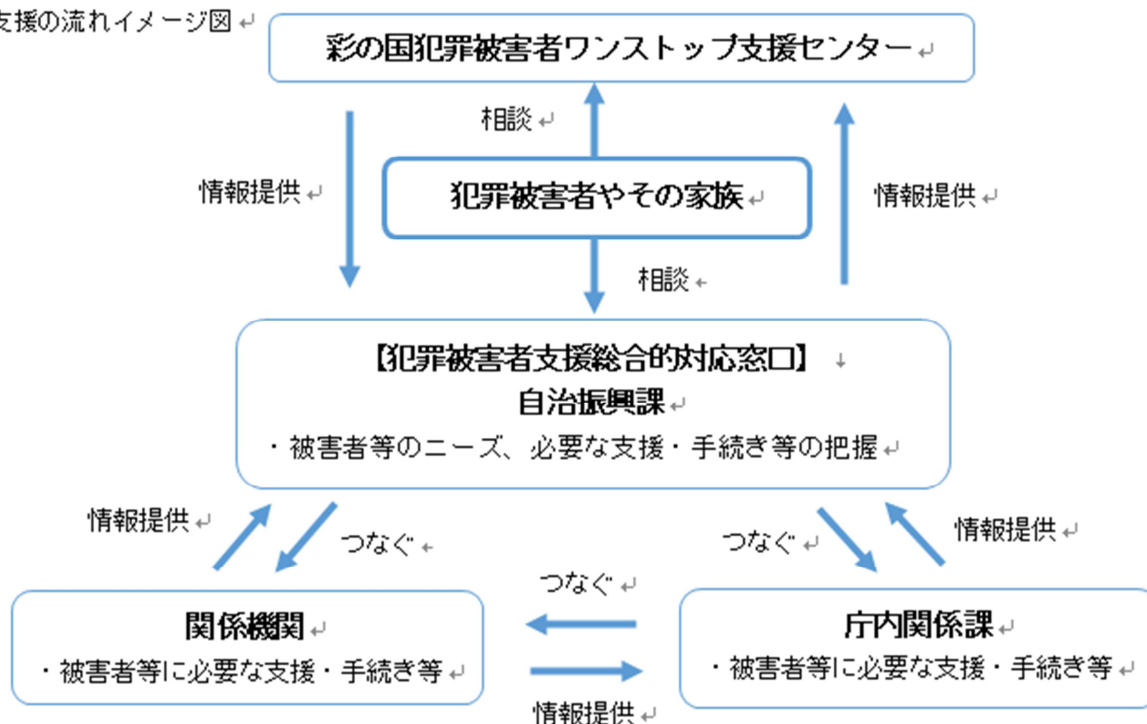 支援の流れイメージ図
彩の国犯罪被害者ワンストップ支援センター
相談
情報提供
犯罪被害者やその家族
情報提供
相談
【犯罪被害者支援総合的対応窓口】
自治振興課
・被害者等のニーズ、必要な支援・手続き等の把握
情報提供
つなぐ
つなぐ
情報提供
つなぐ
関係機関
・被害者等に必要な支援・手続き等
庁内関係課
・被害者等に必要な支援・手続き等
情報提供